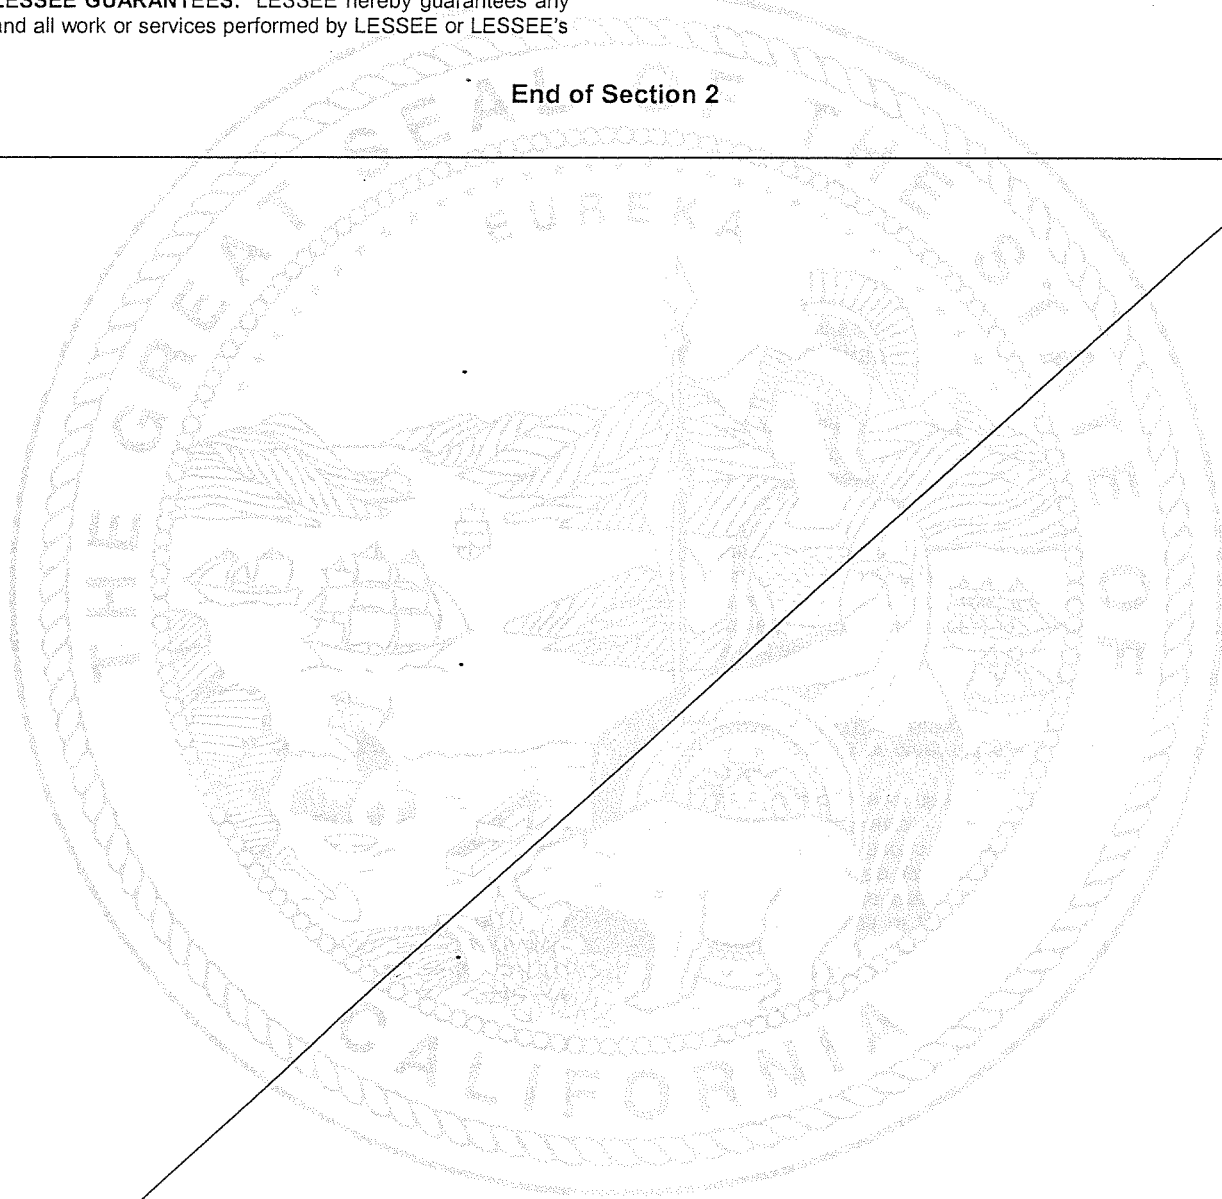 LESSEE GUARANTEES: LESSEE hereby guarantees any
and all work or services performed by LESSEE or LESSEE's
End of Section 2
THE GREAT SEAL OF THE STATE OF
EUREKA
CALIFORNIA